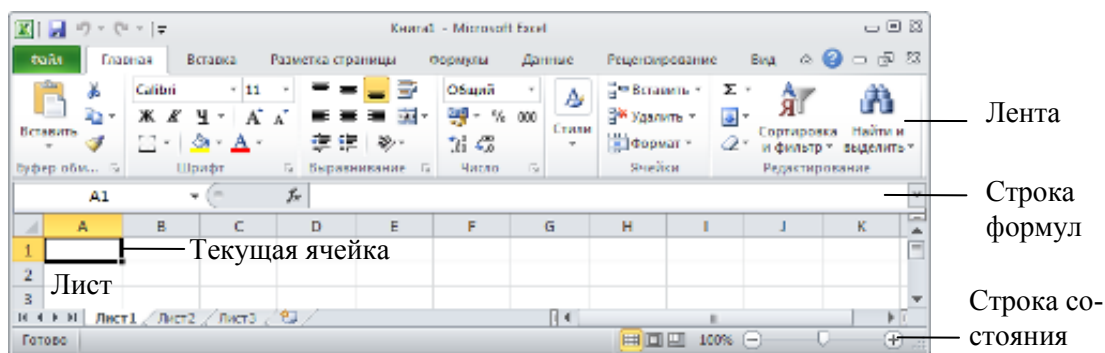 Книга1 - Microsoft Excel
Файл Главная Вставка Разметка страницы Формулы Данные Рецензирование Вид
Calibri 11 Общий Вставить Σ
Ж К Ч А А % 000 Удалить
Вставить Стили Формат Сортировка и фильтр Найти и выделить
Буфер обм... Шрифт Выравнивание Число Ячейки Редактирование
Лента
A1 fx
Строка
формул
A B C D E F G H I J K
1 Текущая ячейка
2 Лист
3
Лист1 Лист2 Лист3
Готово 100%
Строка со-
стояния